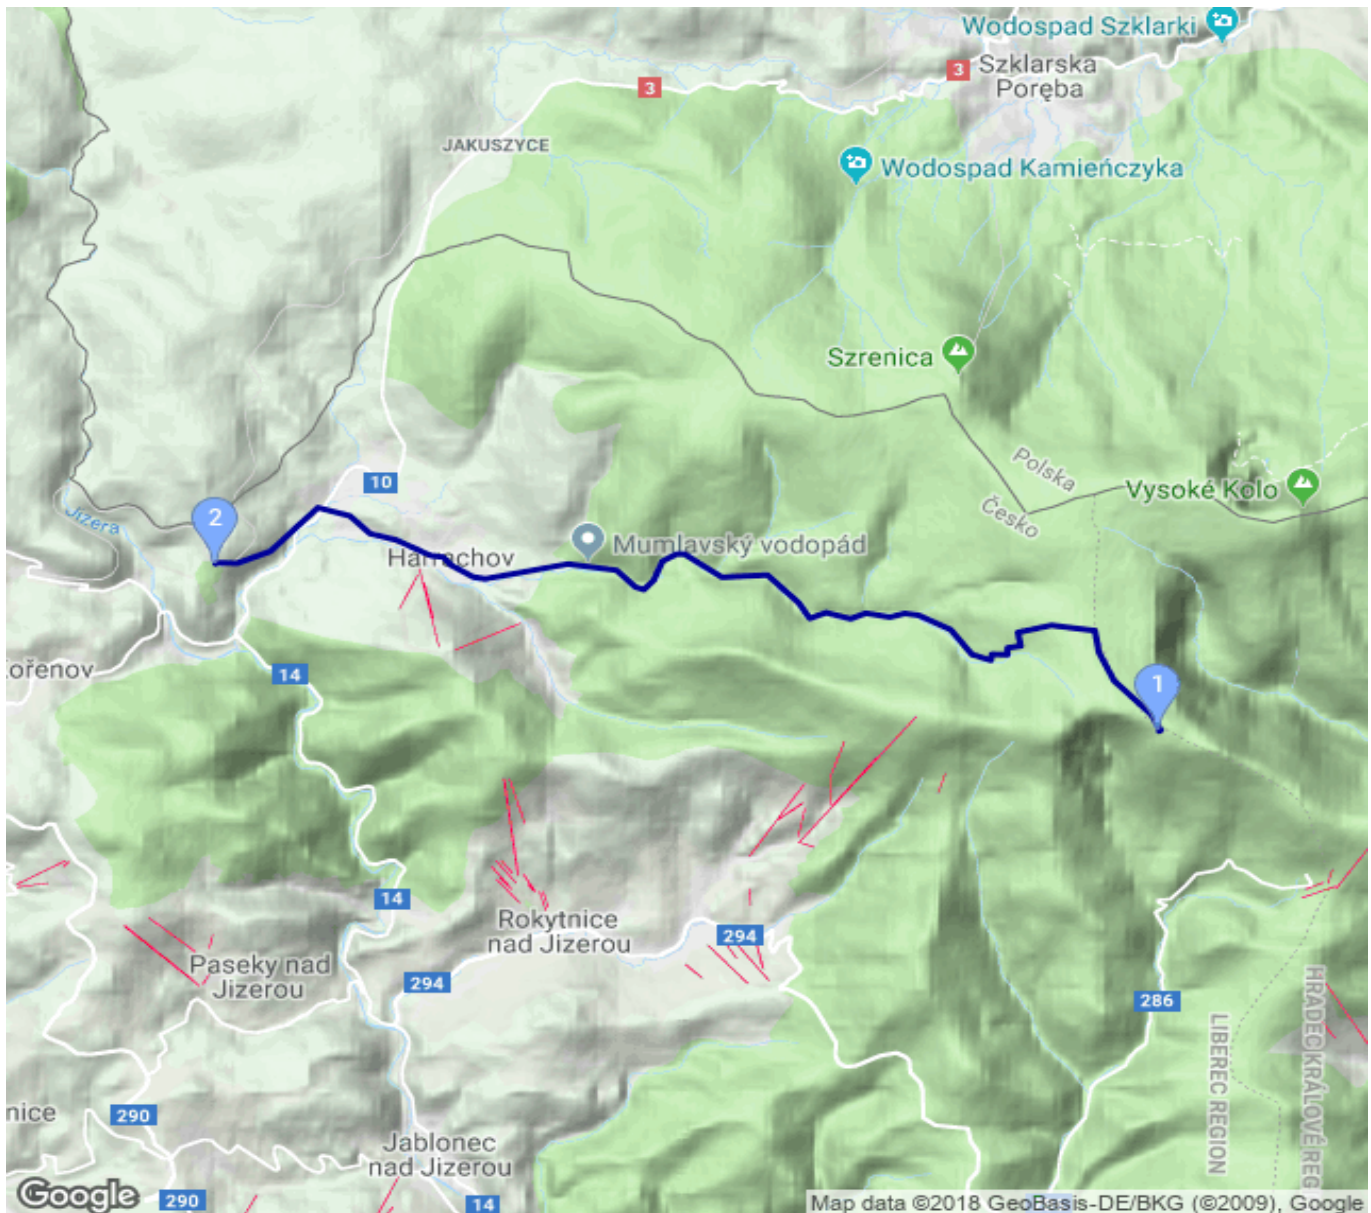 Wodospad Szklarki
3
Szklarska
Poręba
3
JAKUSZYCE
Wodospad Kamieńczyka
Szrenica
Polska
10
Vysoké Kolo
Česko
Jizera
2
Mumlavský vodopád
Harrachov
ořenov
14
1
14
Rokytnice
nad Jizerou
294
Paseky nad
Jizerou
294
286
HRADEC KRÁLOVÉ REG
LIBEREC REGION
nice
290
Jablonec
nad Jizerou
290
14
Google
Map data ©2018 GeoBasis-DE/BKG (©2009), Google